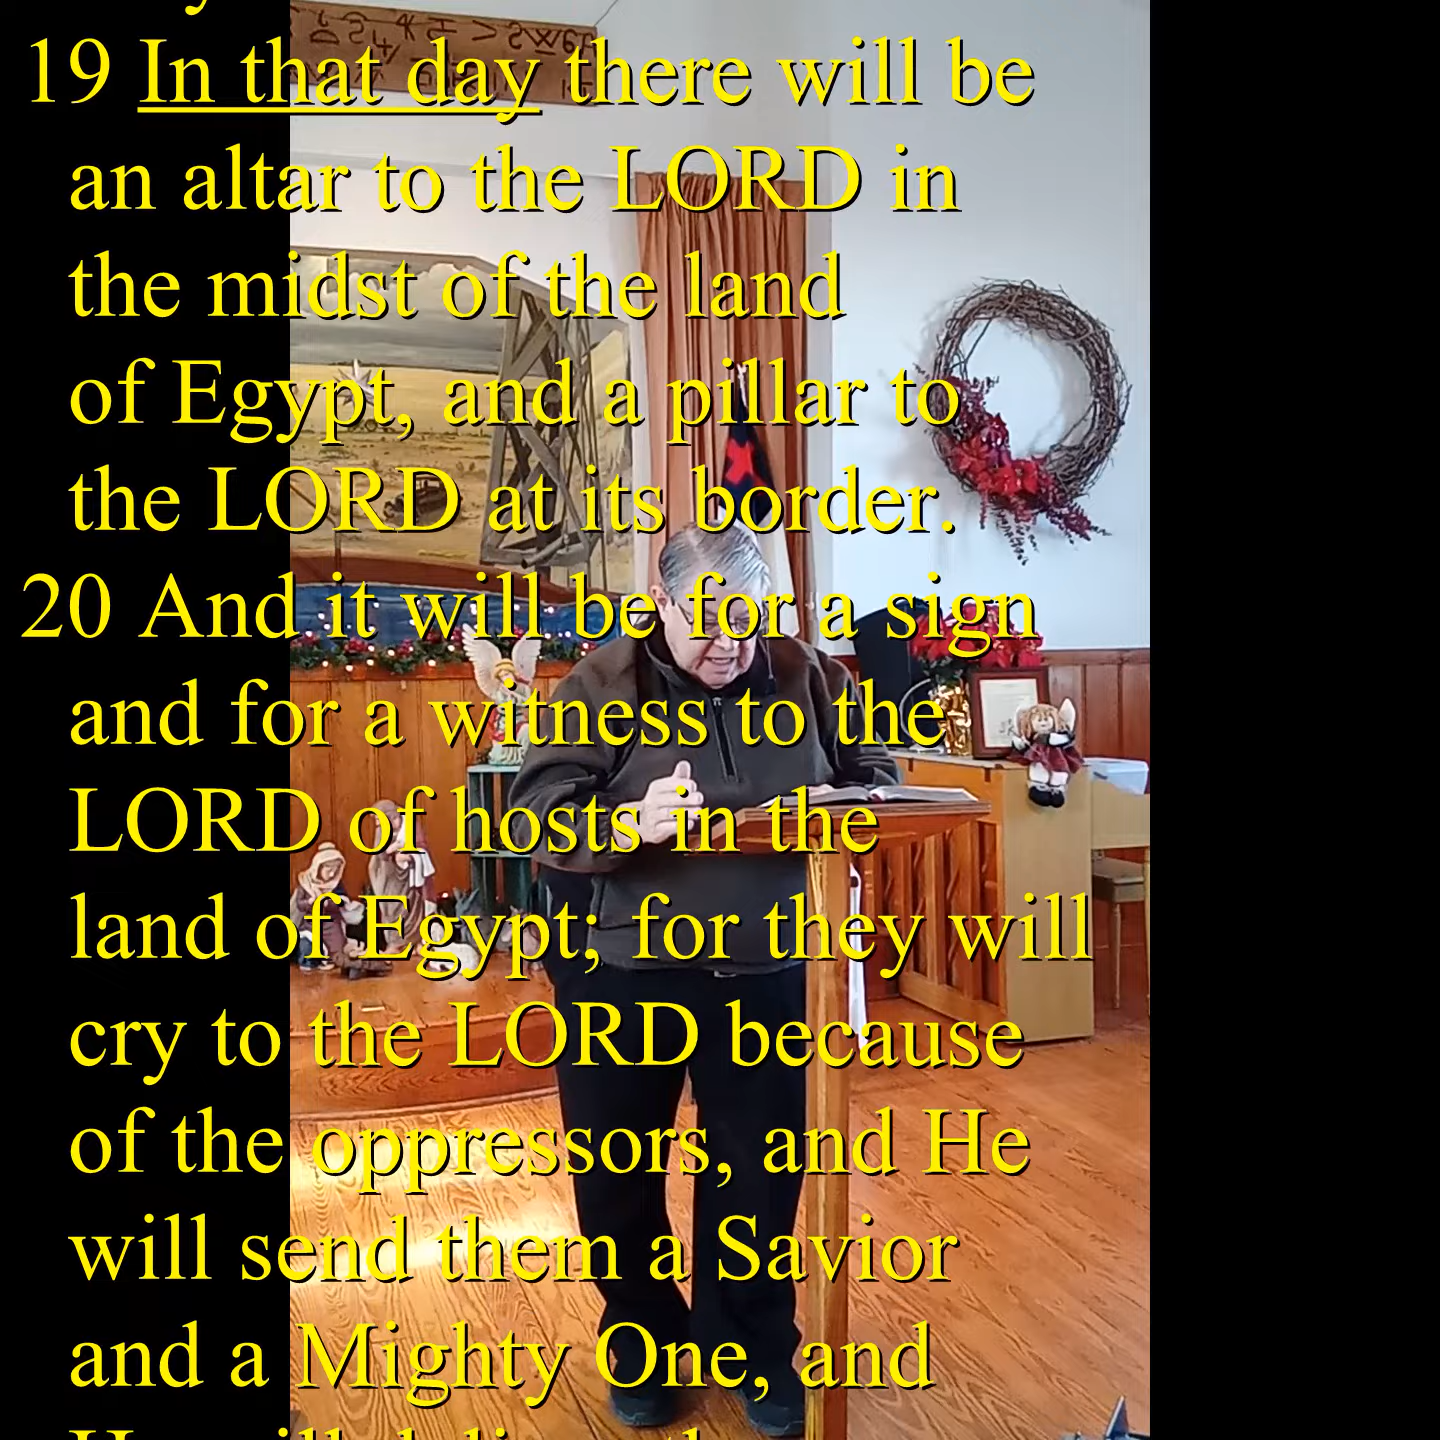 19 In that day there will be
an altar to the LORD in
the midst of the land
of Egypt, and a pillar to
the LORD at its border.
20 And it will be for a sign
and for a witness to the
LORD of hosts in the
land of Egypt; for they will
cry to the LORD because
of the oppressors, and He
will send them a Savior
and a Mighty One, and